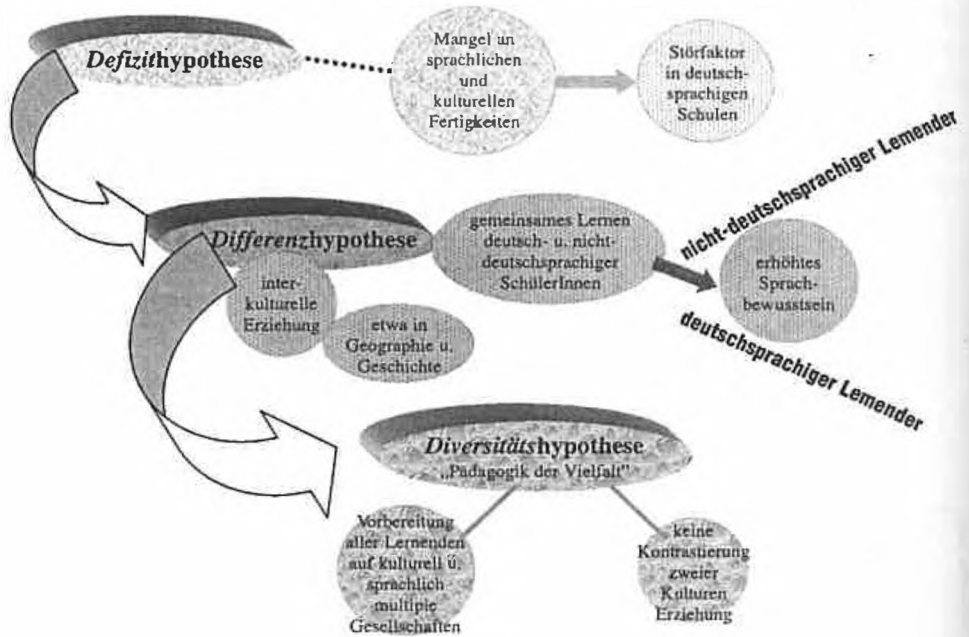 Defizithypothese
Mangel an
sprachlichen
und
kulturellen
Fertigkeiten
Störfaktor
in deutsch-
sprachigen
Schulen
Differenzhypothese
gemeinsames Lernen
deutsch- u. nicht-
deutschsprachiger
SchülerInnen
nicht-deutschsprachiger Lernender
erhöhtes
Sprach-
bewusstsein
deutschsprachiger Lernender
inter-
kulturelle
Erziehung
etwa in
Geographie u.
Geschichte
Diversitätshypothese
„Pädagogik der Vielfalt"
Vorbereitung
aller Lernenden
auf kulturell u.
sprachlich
multiple
Gesellschaften
keine
Kontrastierung
zweier
Kulturen
Erziehung